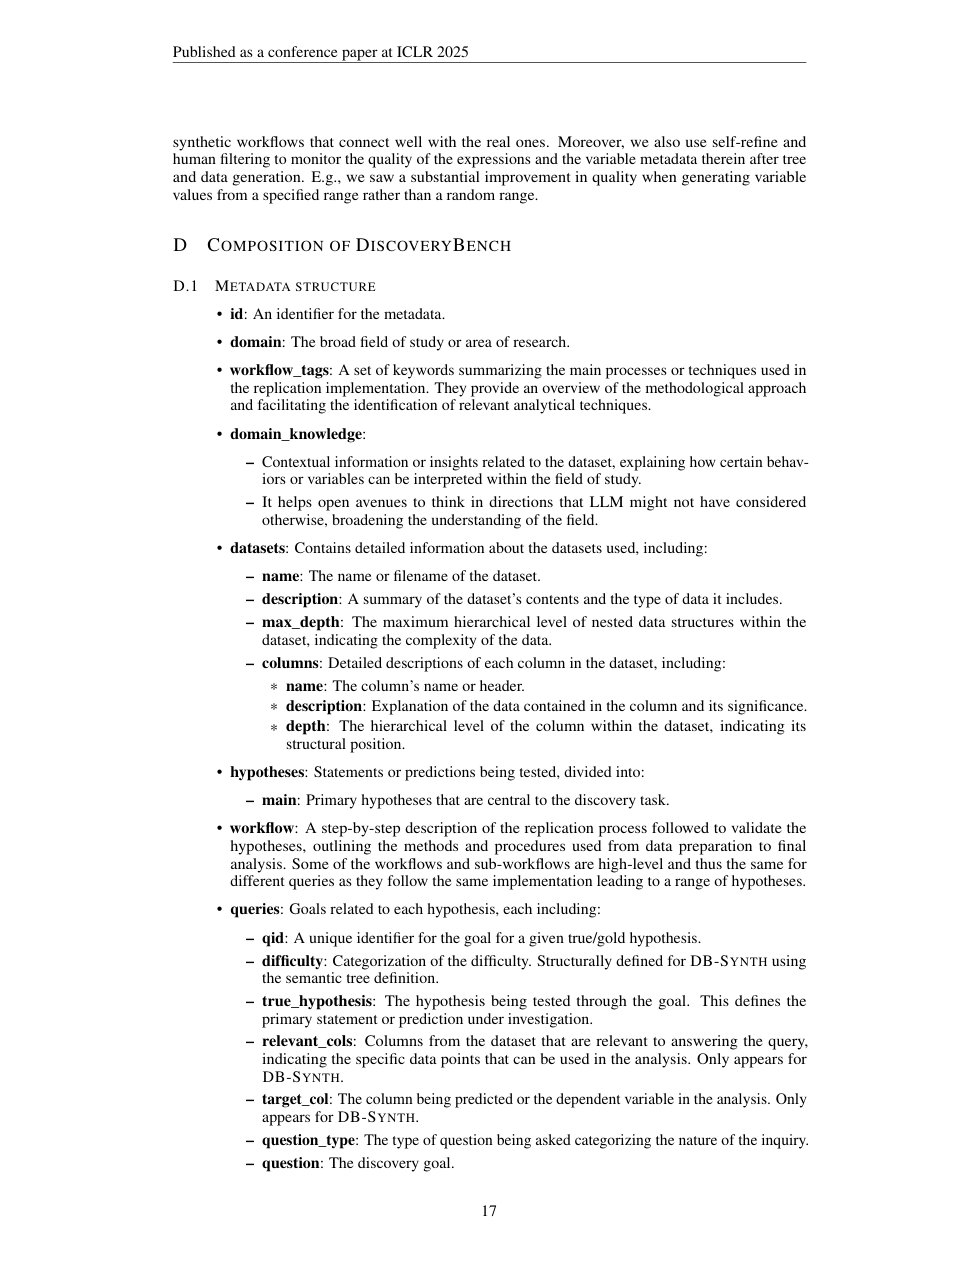 Published as a conference paper at ICLR 2025
synthetic workflows that connect well with the real ones. Moreover, we also use self-refine and
human filtering to monitor the quality of the expressions and the variable metadata therein after tree
and data generation. E.g., we saw a substantial improvement in quality when generating variable
values from a specified range rather than a random range.
D COMPOSITION OF DISCOVERYBENCH
D.1 METADATA STRUCTURE
• id: An identifier for the metadata.
• domain: The broad field of study or area of research.
• workflow_tags: A set of keywords summarizing the main processes or techniques used in
the replication implementation. They provide an overview of the methodological approach
and facilitating the identification of relevant analytical techniques.
• domain_knowledge:
– Contextual information or insights related to the dataset, explaining how certain behav-
iors or variables can be interpreted within the field of study.
– It helps open avenues to think in directions that LLM might not have considered
otherwise, broadening the understanding of the field.
• datasets: Contains detailed information about the datasets used, including:
– name: The name or filename of the dataset.
– description: A summary of the dataset's contents and the type of data it includes.
– max_depth: The maximum hierarchical level of nested data structures within the
dataset, indicating the complexity of the data.
– columns: Detailed descriptions of each column in the dataset, including:
∗ name: The column's name or header.
∗ description: Explanation of the data contained in the column and its significance.
∗ depth: The hierarchical level of the column within the dataset, indicating its
structural position.
• hypotheses: Statements or predictions being tested, divided into:
– main: Primary hypotheses that are central to the discovery task.
• workflow: A step-by-step description of the replication process followed to validate the
hypotheses, outlining the methods and procedures used from data preparation to final
analysis. Some of the workflows and sub-workflows are high-level and thus the same for
different queries as they follow the same implementation leading to a range of hypotheses.
• queries: Goals related to each hypothesis, each including:
– qid: A unique identifier for the goal for a given true/gold hypothesis.
– difficulty: Categorization of the difficulty. Structurally defined for DB-SYNTH using
the semantic tree definition.
– true_hypothesis: The hypothesis being tested through the goal. This defines the
primary statement or prediction under investigation.
– relevant_cols: Columns from the dataset that are relevant to answering the query,
indicating the specific data points that can be used in the analysis. Only appears for
DB-SYNTH.
– target_col: The column being predicted or the dependent variable in the analysis. Only
appears for DB-SYNTH.
– question_type: The type of question being asked categorizing the nature of the inquiry.
– question: The discovery goal.
17